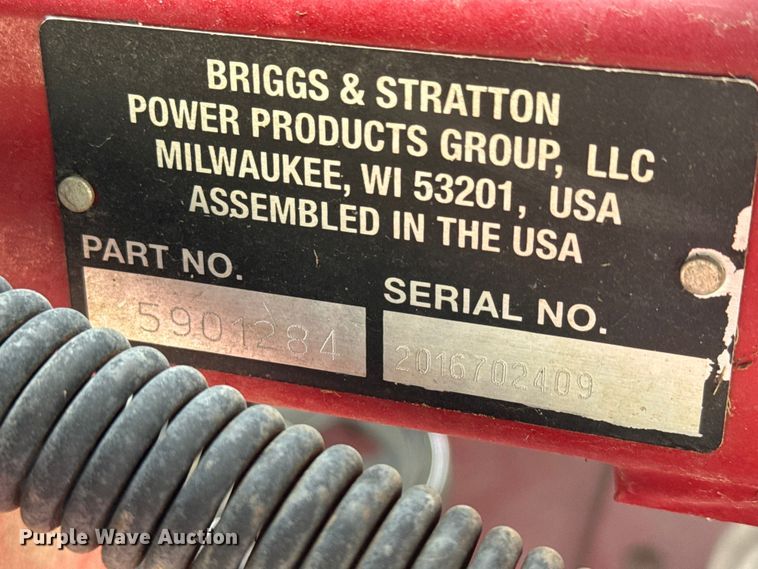 BRIGGS & STRATTON
POWER PRODUCTS GROUP, LLC
MILWAUKEE, WI 53201, USA
ASSEMBLED IN THE USA
PART NO.
5901284
SERIAL NO.
2016702409
Purple Wave Auction